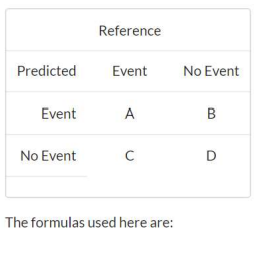 Reference
Predicted Event No Event
Event A B
No Event C D
The formulas used here are: